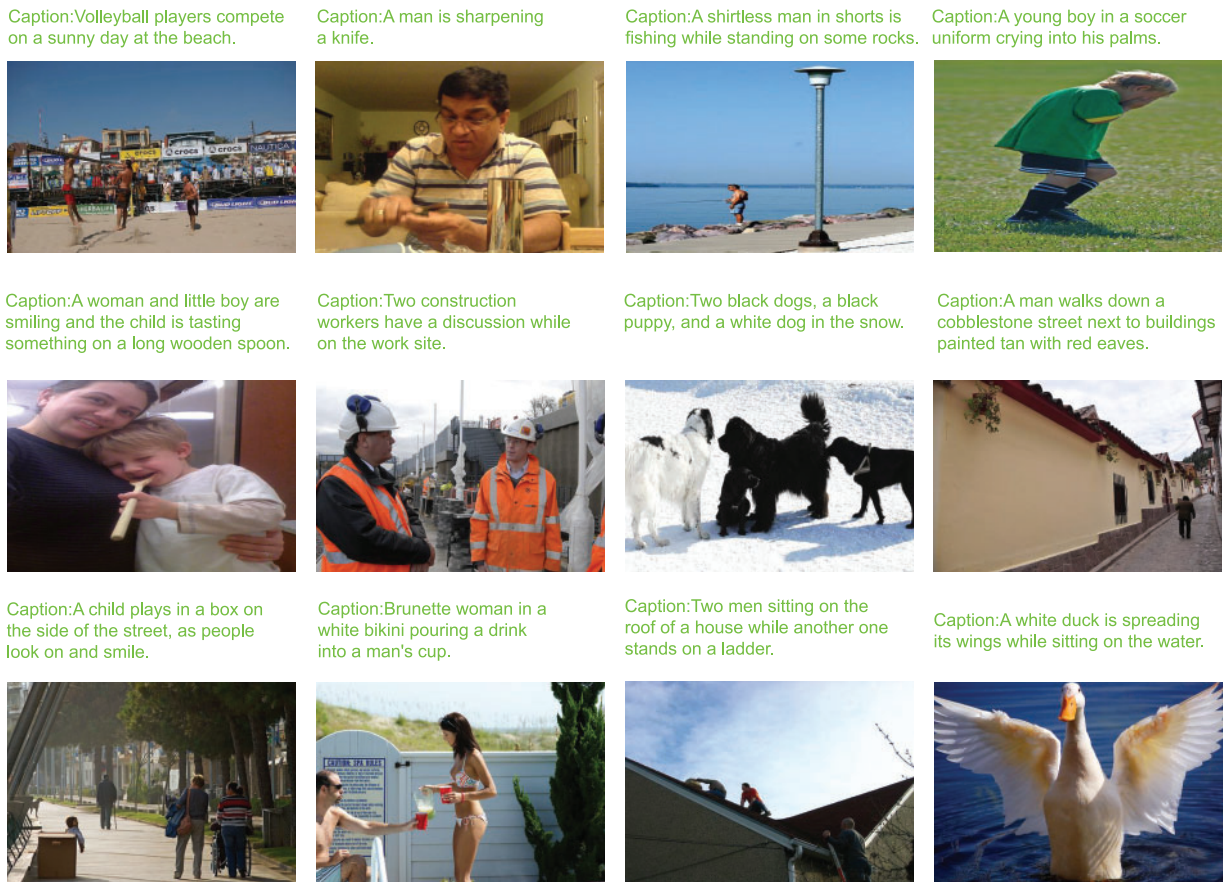 Caption:Volleyball players compete
on a sunny day at the beach.
Caption:A man is sharpening
a knife.
Caption:A shirtless man in shorts is
fishing while standing on some rocks.
Caption:A young boy in a soccer
uniform crying into his palms.
crocs
crocs
crocs
NAUTICA
Caption:A woman and little boy are
smiling and the child is tasting
something on a long wooden spoon.
Caption:Two construction
workers have a discussion while
on the work site.
Caption:Two black dogs, a black
puppy, and a white dog in the snow.
Caption:A man walks down a
cobblestone street next to buildings
painted tan with red eaves.
Caption:A child plays in a box on
the side of the street, as people
look on and smile.
Caption:Brunette woman in a
white bikini pouring a drink
into a man's cup.
Caption:Two men sitting on the
roof of a house while another one
stands on a ladder.
Caption:A white duck is spreading
its wings while sitting on the water.
CAUTION: SPA RULES